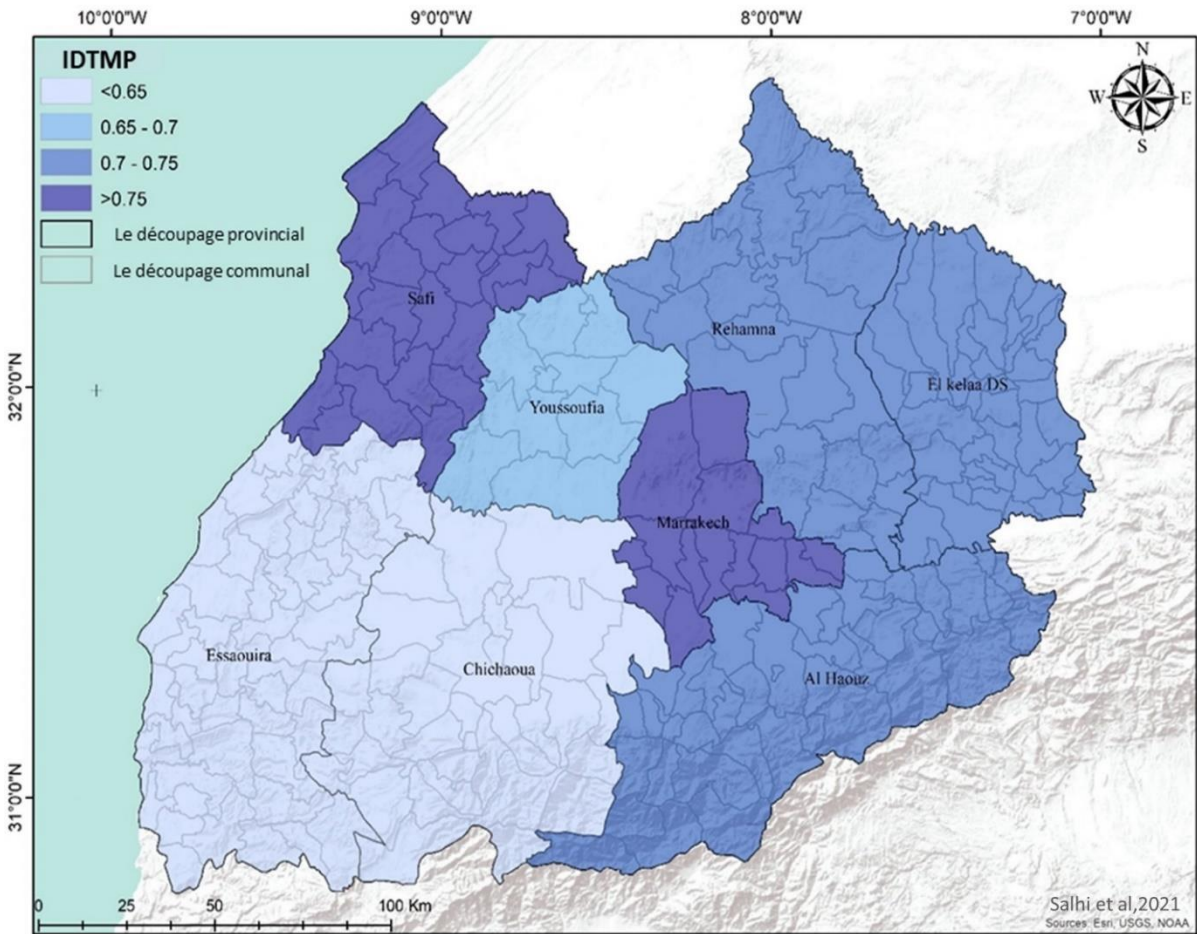 10°0'0"W 9°0'0"W 8°0'0"W 7°0'0"W
IDTMP
<0.65
0.65 - 0.7
0.7 - 0.75
>0.75
Le découpage provincial
Le découpage communal
N
W E
S
32°0'0"N
31°0'0"N
Safi
Rehamna
El kelaa DS
Youssoufia
Marrakech
Essaouira
Chichaoua
Al Haouz
0 25 50 100 Km
Salhi et al,2021
Sources: Esri, USGS, NOAA